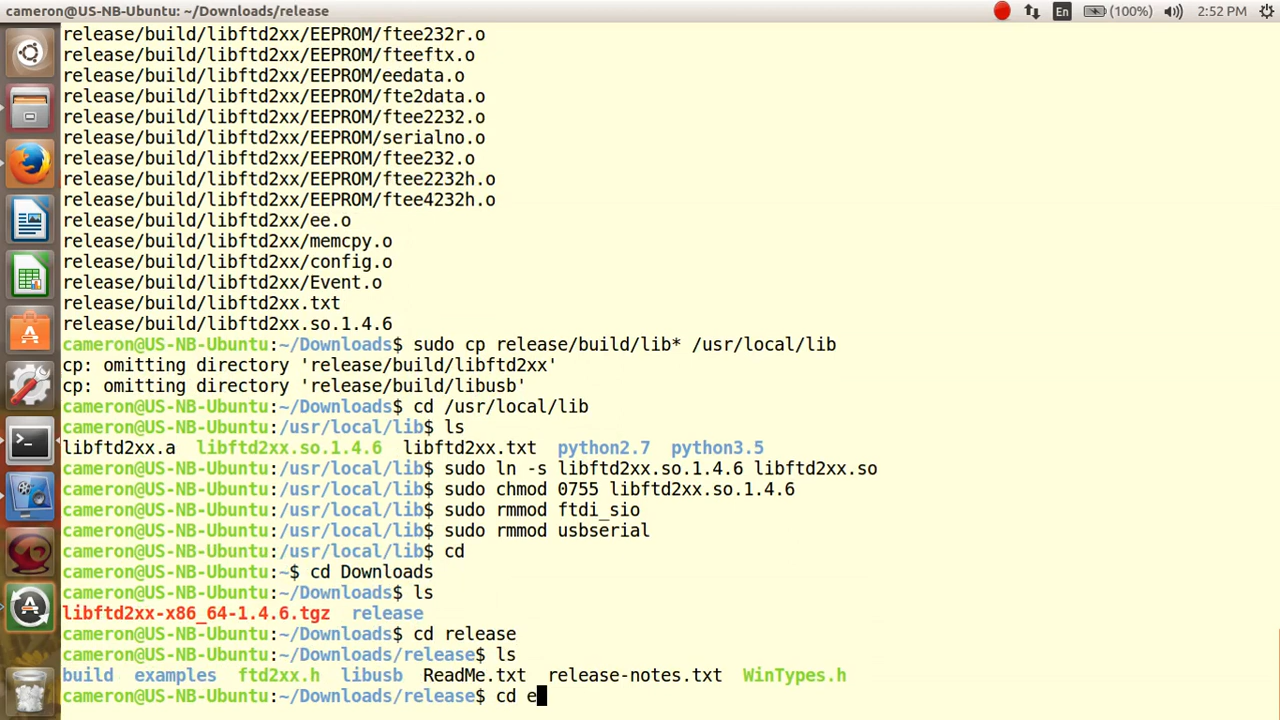 cameron@US-NB-Ubuntu: ~/Downloads/release En (100%) 2:52 PM
release/build/libftd2xx/EEPROM/ftee232r.o
release/build/libftd2xx/EEPROM/fteeftx.o
release/build/libftd2xx/EEPROM/eedata.o
release/build/libftd2xx/EEPROM/fte2data.o
release/build/libftd2xx/EEPROM/ftee2232.o
release/build/libftd2xx/EEPROM/serialno.o
release/build/libftd2xx/EEPROM/ftee232.o
release/build/libftd2xx/EEPROM/ftee2232h.o
release/build/libftd2xx/EEPROM/ftee4232h.o
release/build/libftd2xx/ee.o
release/build/libftd2xx/memcpy.o
release/build/libftd2xx/config.o
release/build/libftd2xx/Event.o
release/build/libftd2xx.txt
release/build/libftd2xx.so.1.4.6
cameron@US-NB-Ubuntu:~/Downloads$ sudo cp release/build/lib* /usr/local/lib
cp: omitting directory 'release/build/libftd2xx'
cp: omitting directory 'release/build/libusb'
cameron@US-NB-Ubuntu:~/Downloads$ cd /usr/local/lib
cameron@US-NB-Ubuntu:/usr/local/lib$ ls
libftd2xx.a libftd2xx.so.1.4.6 libftd2xx.txt python2.7 python3.5
cameron@US-NB-Ubuntu:/usr/local/lib$ sudo ln -s libftd2xx.so.1.4.6 libftd2xx.so
cameron@US-NB-Ubuntu:/usr/local/lib$ sudo chmod 0755 libftd2xx.so.1.4.6
cameron@US-NB-Ubuntu:/usr/local/lib$ sudo rmmod ftdi_sio
cameron@US-NB-Ubuntu:/usr/local/lib$ sudo rmmod usbserial
cameron@US-NB-Ubuntu:/usr/local/lib$ cd
cameron@US-NB-Ubuntu:~$ cd Downloads
cameron@US-NB-Ubuntu:~/Downloads$ ls
libftd2xx-x86_64-1.4.6.tgz release
cameron@US-NB-Ubuntu:~/Downloads$ cd release
cameron@US-NB-Ubuntu:~/Downloads/release$ ls
build examples ftd2xx.h libusb ReadMe.txt release-notes.txt WinTypes.h
cameron@US-NB-Ubuntu:~/Downloads/release$ cd e